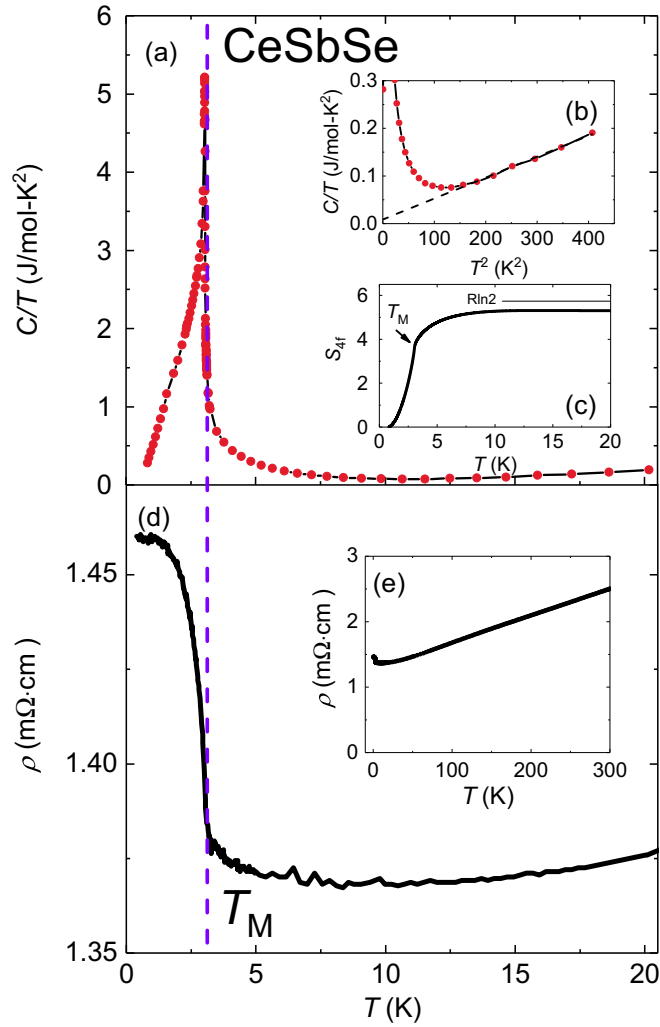 CeSbSe
(a)
C/T (J/mol-K²)
6
5
4
3
2
1
0
(b)
C/T (J/mol-K²)
0.3
0.2
0.1
0.0
0 100 200 300 400
T² (K²)
(c)
S4f
6
4
2
0
Rln2
TM
0 5 10 15 20
T (K)
(d)
ρ (mΩ·cm)
1.45
1.40
1.35
TM
(e)
ρ (mΩ·cm)
3
2
1
0
0 100 200 300
T (K)
0 5 10 15 20
T (K)